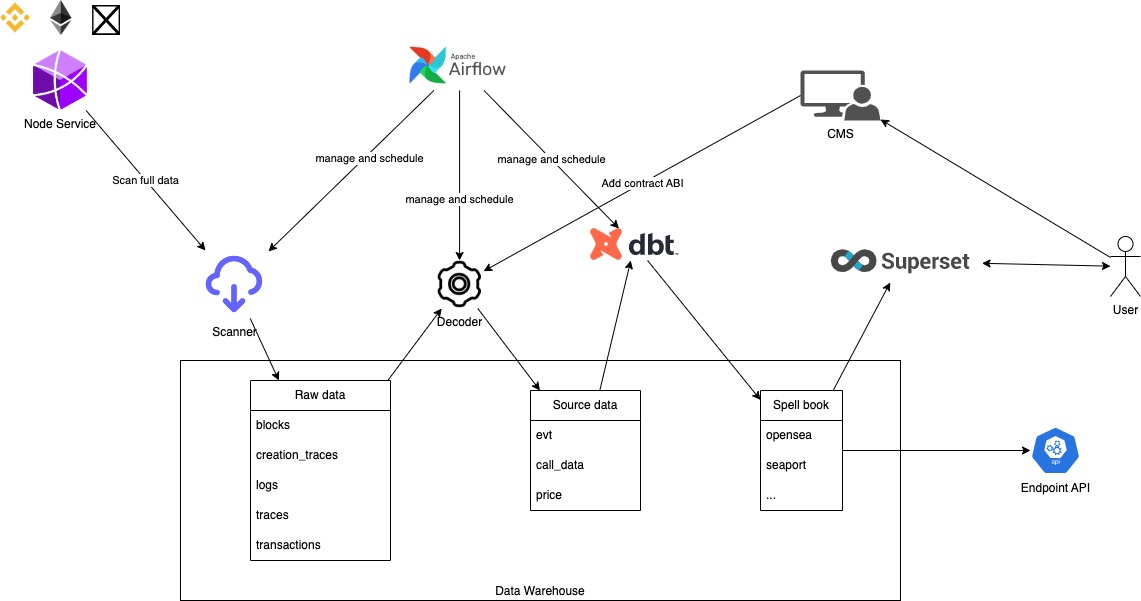 Apache
Airflow
Node Service
CMS
manage and schedule
manage and schedule
Scan full data
Add contract ABI
manage and schedule
dbt
Superset
User
Decoder
Scanner
Raw data
blocks
creation_traces
logs
traces
transactions
Source data
evt
call_data
price
Spell book
opensea
seaport
...
api
Endpoint API
Data Warehouse